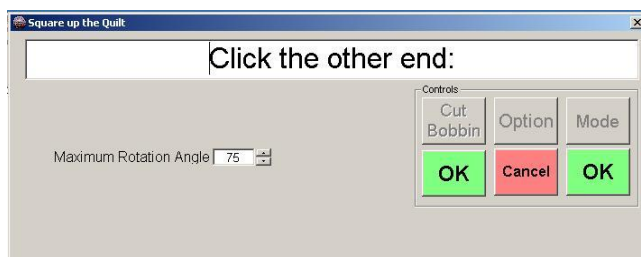 Square up the Quilt
Click the other end:
Controls
Cut
Bobbin
Option
Mode
Maximum Rotation Angle 75
OK
Cancel
OK